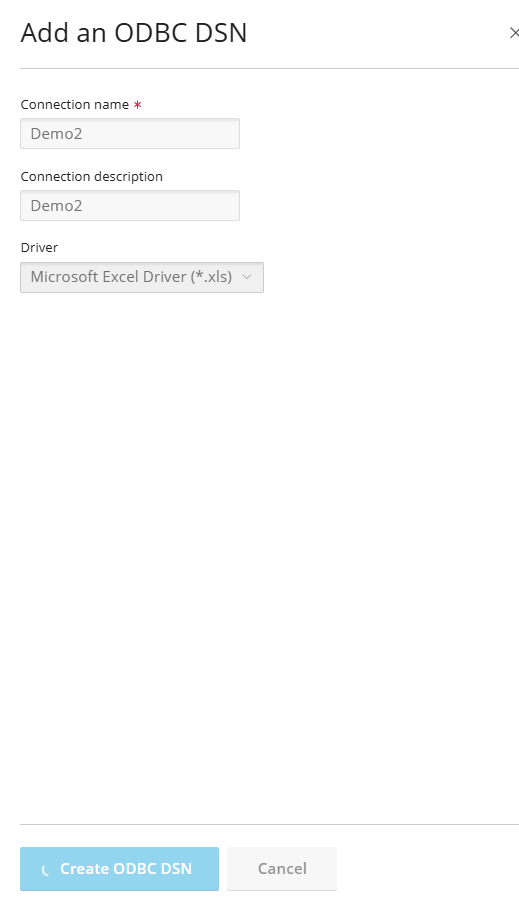 Add an ODBC DSN
Connection name *
Demo2
Connection description
Demo2
Driver
Microsoft Excel Driver (*.xls)
Create ODBC DSN
Cancel